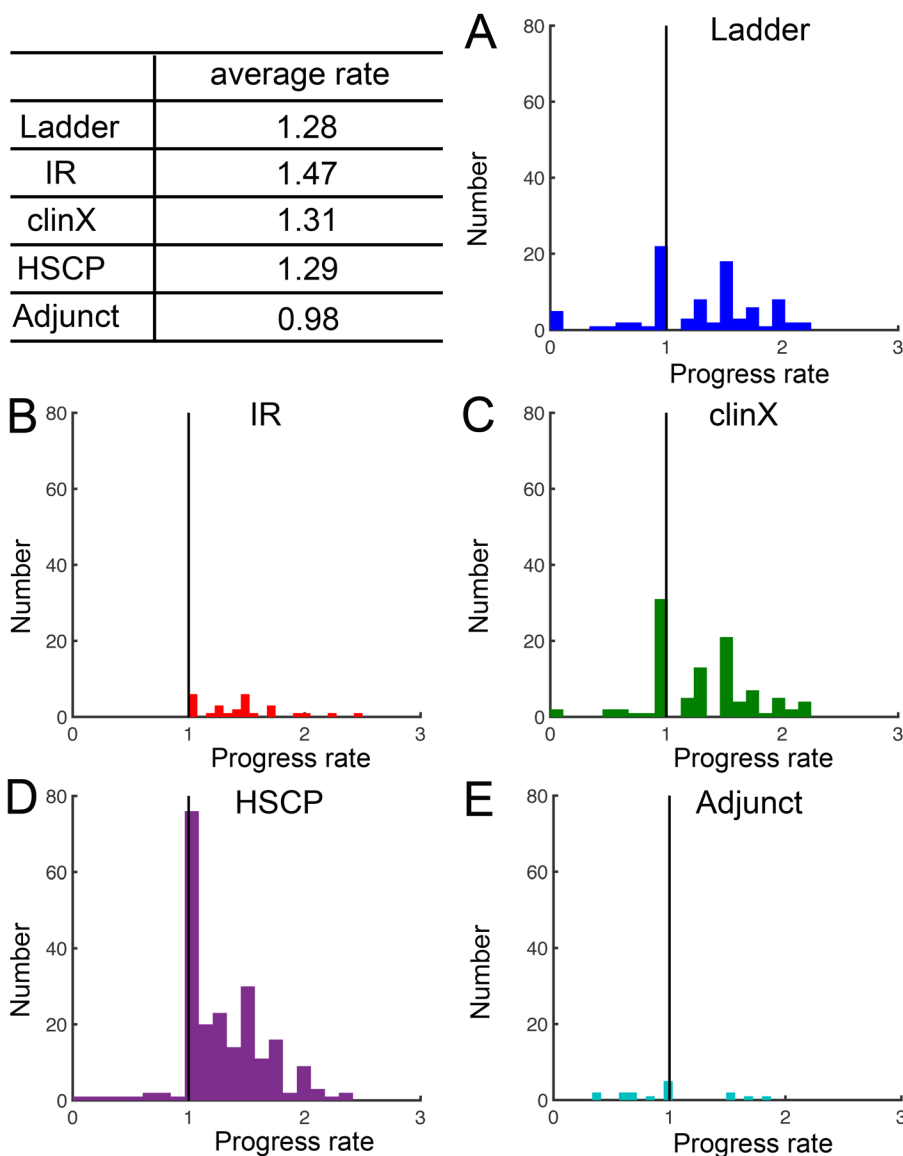 average rate
Ladder 1.28
IR 1.47
clinX 1.31
HSCP 1.29
Adjunct 0.98
A Ladder
80
60
40
20
0
Number
0 1 2 3
Progress rate
B IR
80
60
40
20
0
Number
0 1 2 3
Progress rate
C clinX
80
60
40
20
0
Number
0 1 2 3
Progress rate
D HSCP
80
60
40
20
0
Number
0 1 2 3
Progress rate
E Adjunct
80
60
40
20
0
Number
0 1 2 3
Progress rate